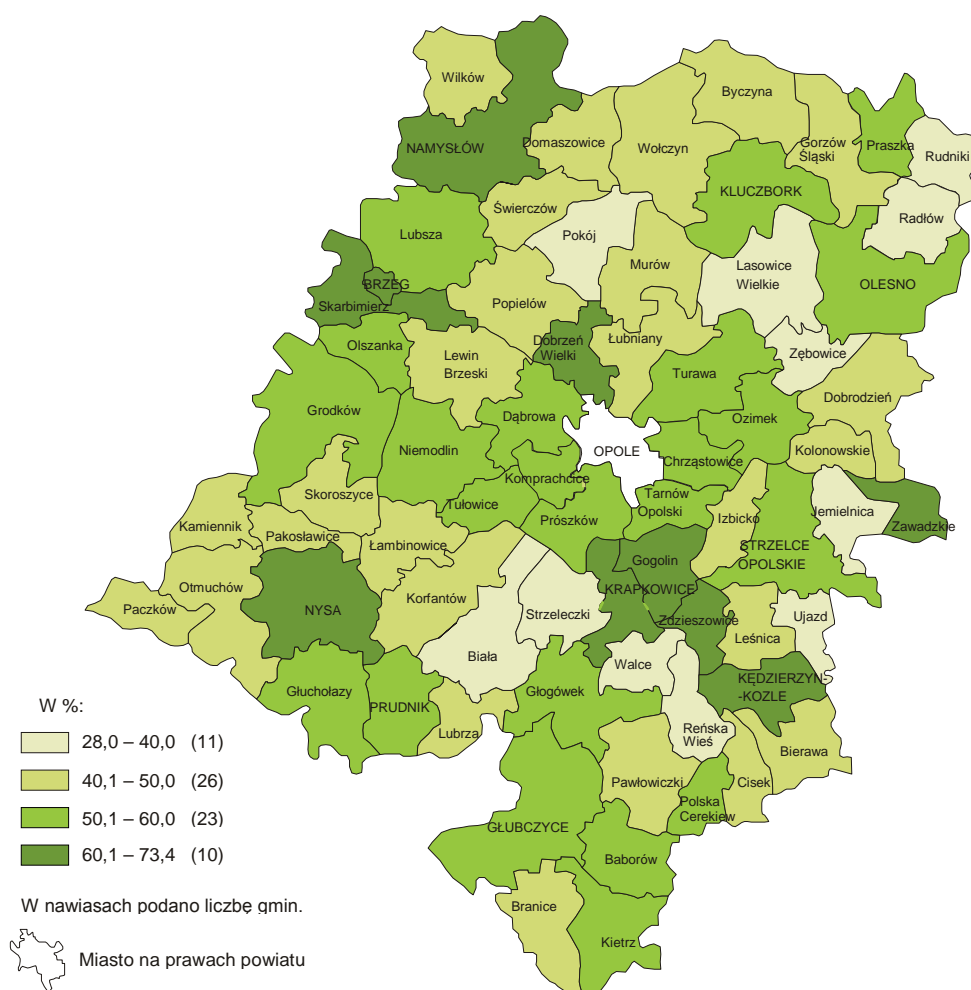 Wilków
Byczyna
NAMYSŁÓW
Domaszowice
Wołczyn
Gorzów
Śląski
Praszka
Rudniki
KLUCZBORK
Świerczów
Radłów
Lubsza
Pokój
Murów
Lasowice
Wielkie
BRZEG
OLESNO
Skarbimierz
Popielów
Olszanka
Dobrzeń
Wielki
Łubniany
Zębowice
Lewin
Brzeski
Turawa
Dobrodzień
Grodków
Dąbrowa
Ozimek
Niemodlin
OPOLE
Kolonowskie
Chrząstowice
Skoroszyce
Komprachcice
Tułowice
Tarnów
Opolski
Jemielnica
Kamiennik
Prószków
Izbicko
Zawadzkie
Pakosławice
Łambinowice
STRZELCE
OPOLSKIE
Gogolin
Otmuchów
KRAPKOWICE
Paczków
NYSA
Korfantów
Strzeleczki
Zdzieszowice
Ujazd
Leśnica
Biała
Walce
KĘDZIERZYN
-KOZLE
Głuchołazy
PRUDNIK
Głogówek
Reńska
Wieś
Lubrza
Bierawa
Pawłowiczki
Cisek
Polska
Cerekiew
GŁUBCZYCE
Baborów
Branice
Kietrz
W %:
28,0 – 40,0 (11)
40,1 – 50,0 (26)
50,1 – 60,0 (23)
60,1 – 73,4 (10)
W nawiasach podano liczbę gmin.
Miasto na prawach powiatu